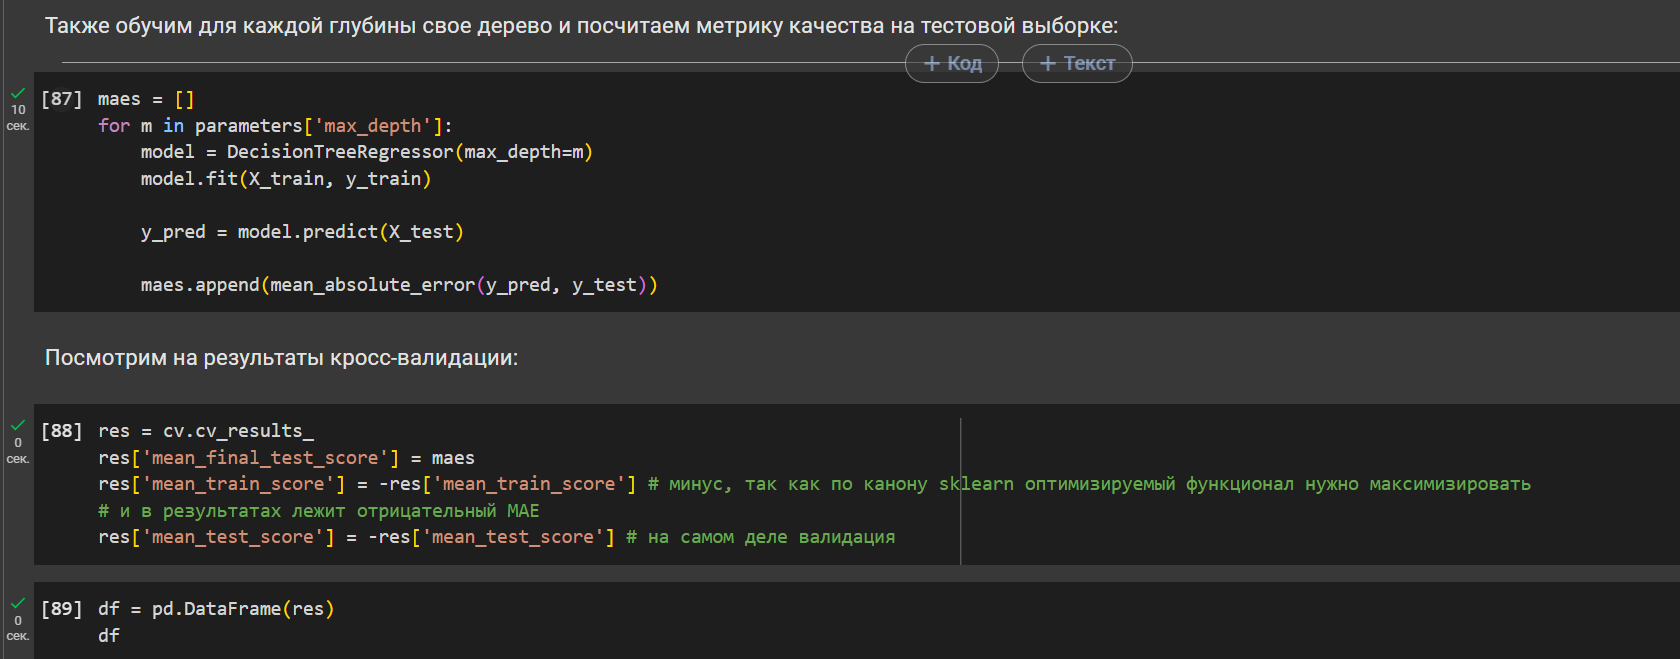 Также обучим для каждой глубины свое дерево и посчитаем метрику качества на тестовой выборке:
+ Код + Текст
10
сек.
[87] maes = []
for m in parameters['max_depth']:
model = DecisionTreeRegressor(max_depth=m)
model.fit(X_train, y_train)
y_pred = model.predict(X_test)
maes.append(mean_absolute_error(y_pred, y_test))
Посмотрим на результаты кросс-валидации:
0
сек.
[88] res = cv.cv_results_
res['mean_final_test_score'] = maes
res['mean_train_score'] = -res['mean_train_score'] # минус, так как по канону sklearn оптимизируемый функционал нужно максимизировать
# и в результатах лежит отрицательный MAE
res['mean_test_score'] = -res['mean_test_score'] # на самом деле валидация
0
сек.
[89] df = pd.DataFrame(res)
df